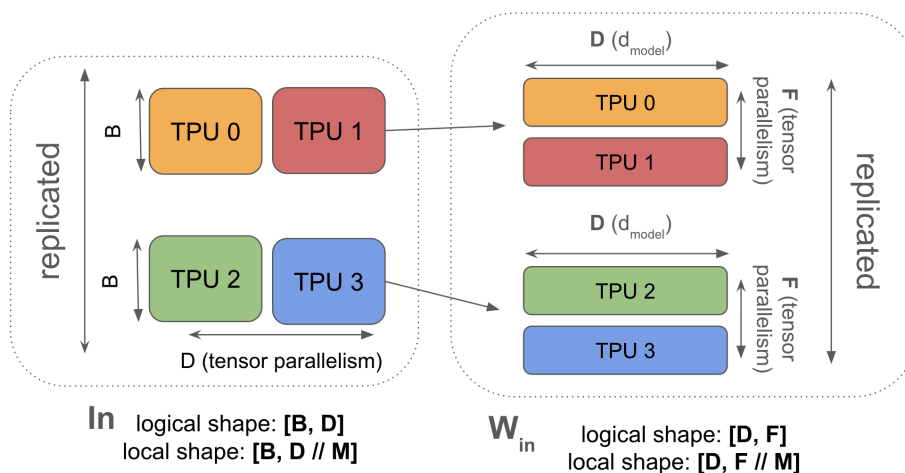 replicated
B
TPU 0
TPU 1
B
TPU 2
TPU 3
D (tensor parallelism)
In
logical shape: [B, D]
local shape: [B, D // M]
D (d_model)
TPU 0
TPU 1
F (tensor
parallelism)
D (d_model)
TPU 2
TPU 3
F (tensor
parallelism)
replicated
W_in
logical shape: [D, F]
local shape: [D, F // M]